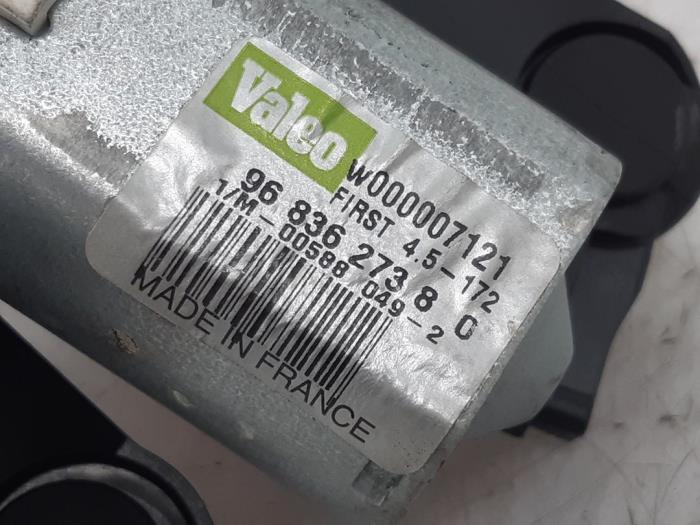 Valeo
W000007121
FIRST 4.5-172
96 836 273 8 0
1/M-00588 049-2
MADE IN FRANCE